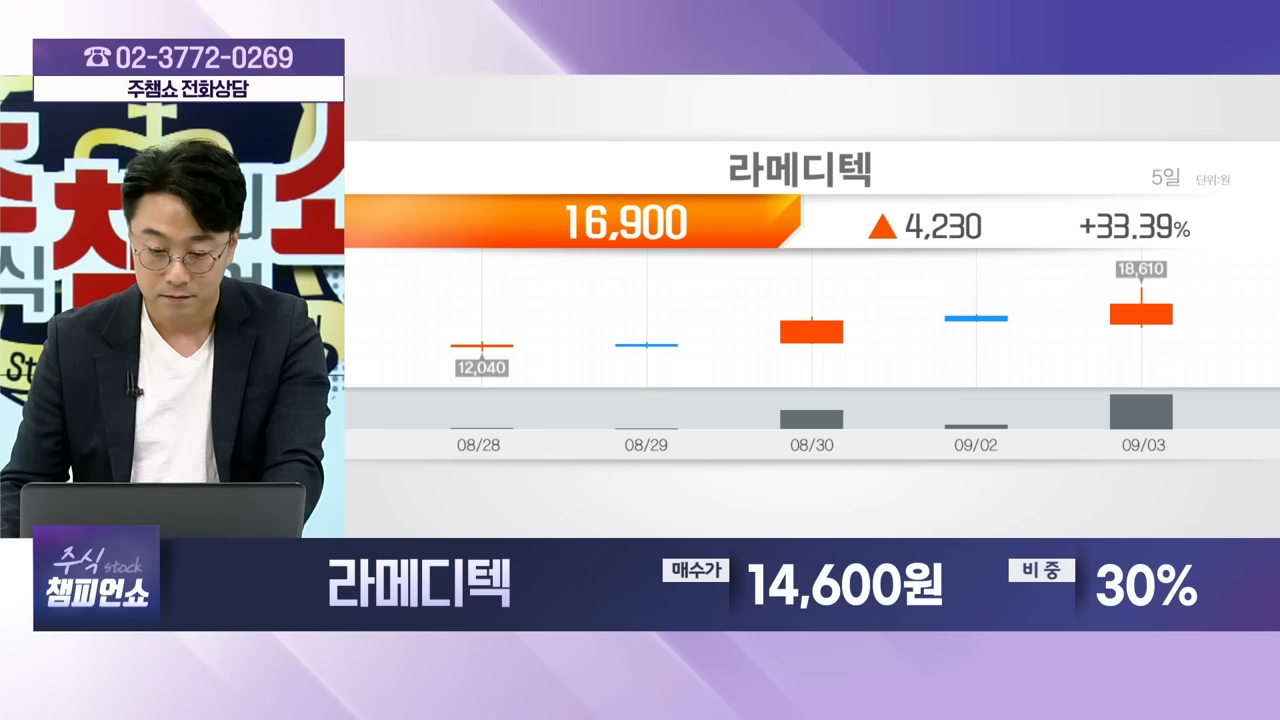 ☎02-3772-0269
주챔쇼 전화상담
라메디텍
5일 단위:원
16,900 ▲4,230 +33.39%
18,610
12,040
08/28 08/29 08/30 09/02 09/03
주식 stock
챔피언쇼
라메디텍 매수가 14,600원 비중 30%